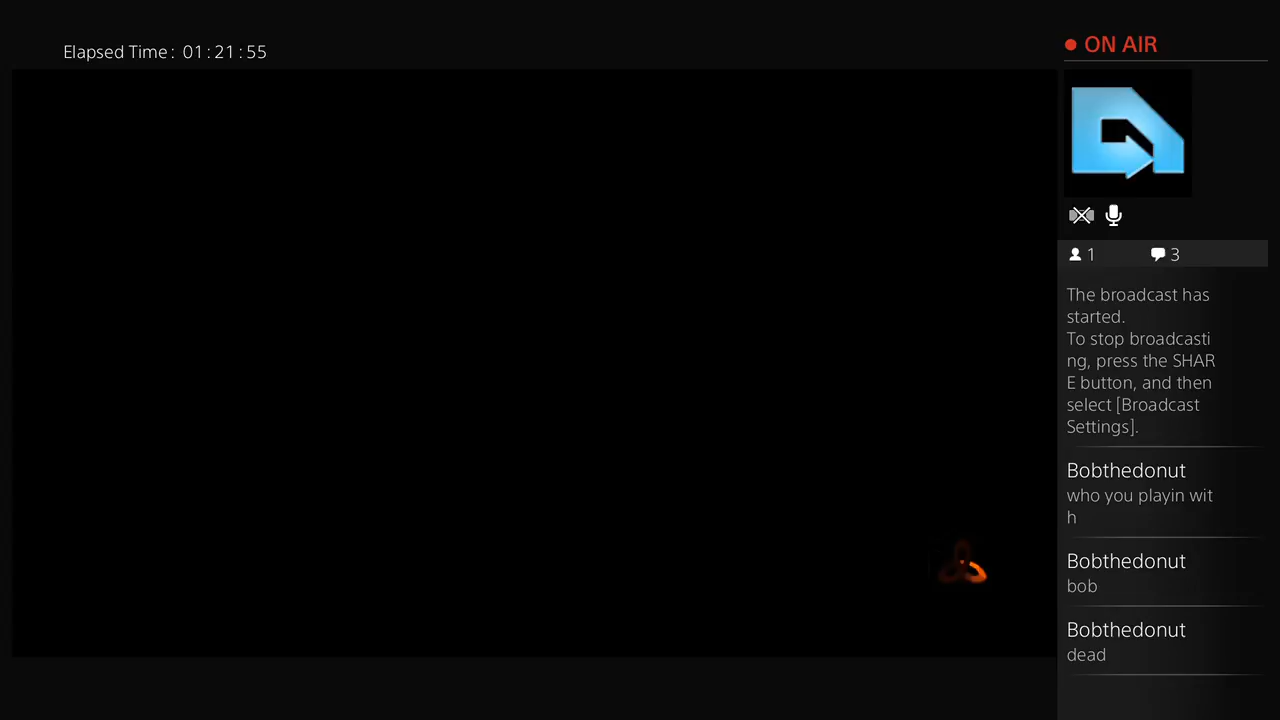 Elapsed Time: 01:21:55
ON AIR
1 3
The broadcast has
started.
To stop broadcasti
ng, press the SHAR
E button, and then
select [Broadcast
Settings].
Bobthedonut
who you playin wit
h
Bobthedonut
bob
Bobthedonut
dead